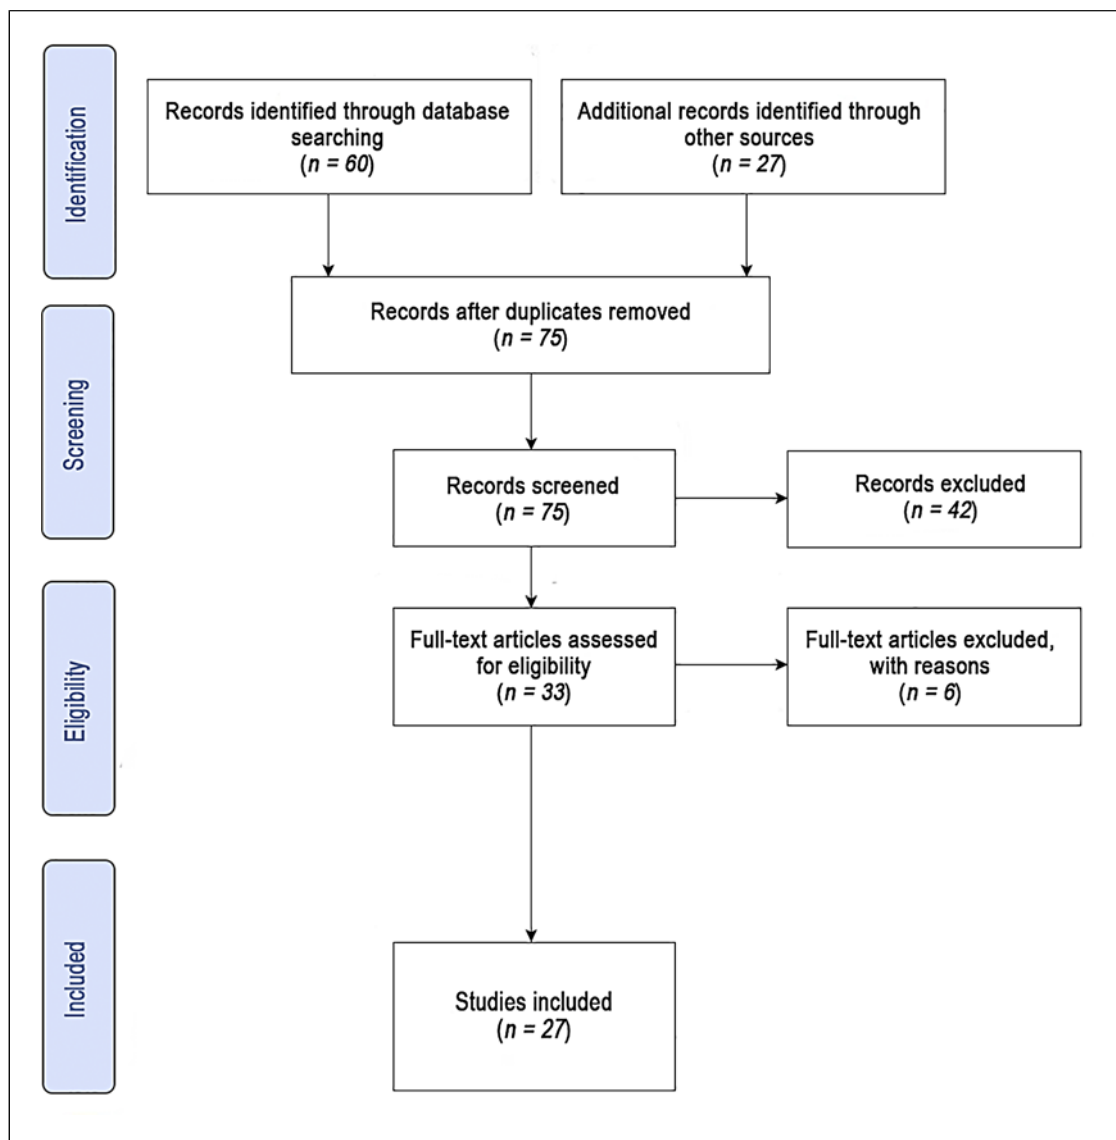 Identification
Records identified through database
searching
(n = 60)
Additional records identified through
other sources
(n = 27)
Records after duplicates removed
(n = 75)
Screening
Records screened
(n = 75)
Records excluded
(n = 42)
Eligibility
Full-text articles assessed
for eligibility
(n = 33)
Full-text articles excluded,
with reasons
(n = 6)
Included
Studies included
(n = 27)